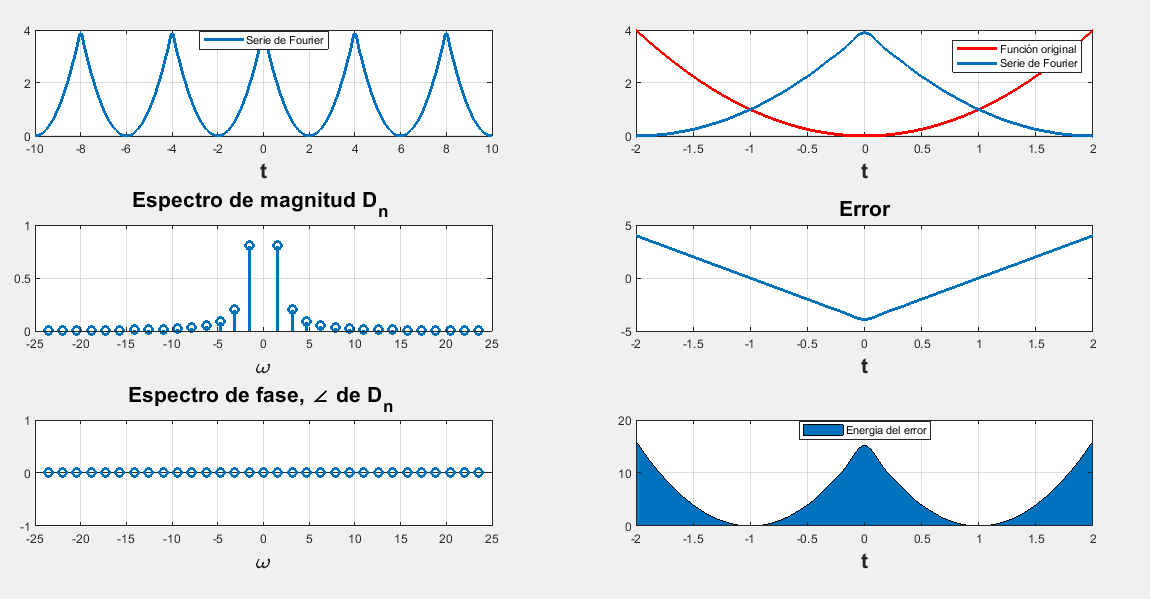 4
2
0
-10 -8 -6 -4 -2 0 2 4 6 8 10
t
Serie de Fourier
4
2
0
-2 -1.5 -1 -0.5 0 0.5 1 1.5 2
t
Función original
Serie de Fourier
Espectro de magnitud Dn
1
0.5
0
-25 -20 -15 -10 -5 0 5 10 15 20 25
ω
Error
5
0
-5
-2 -1.5 -1 -0.5 0 0.5 1 1.5 2
t
Espectro de fase, ∠ de Dn
1
0
-1
-25 -20 -15 -10 -5 0 5 10 15 20 25
ω
20
10
0
-2 -1.5 -1 -0.5 0 0.5 1 1.5 2
t
Energia del error